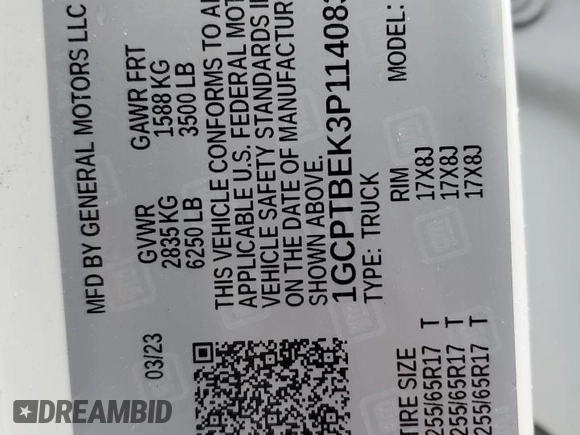 MFD BY GENERAL MOTORS LLC
03/23
GVWR
2835 KG
6250 LB
GAWR FRT
1588 KG
3500 LB
THIS VEHICLE CONFORMS TO
APPLICABLE U.S. FEDERAL
VEHICLE SAFETY STANDARDS
ON THE DATE OF MANUFACTUR
SHOWN ABOVE.
1GCPTBEK3P114083
TYPE: TRUCK
MODEL:
TIRE SIZE
RIM
255/65R17 T
17X8J
255/65R17 T
17X8J
255/65R17 T
17X8J
DREAMBID